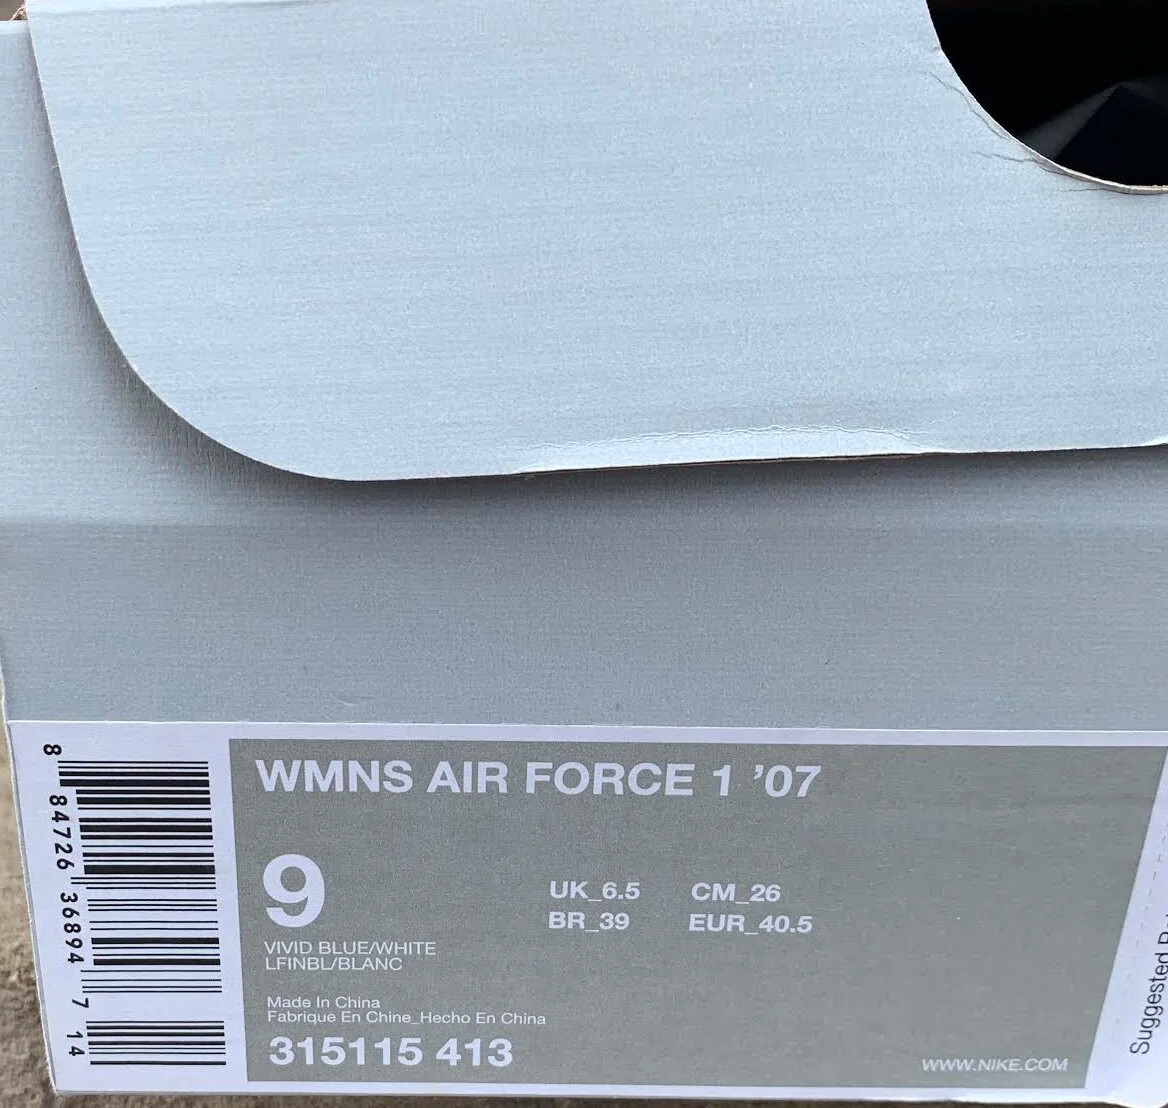 WMNS AIR FORCE 1 '07
9
UK_6.5 CM_26
BR_39 EUR_40.5
VIVID BLUE/WHITE
LFINBL/BLANC
Made In China
Fabrique En Chine_Hecho En China
315115 413
WWW.NIKE.COM
8 84726 36894 7 14
Suggested